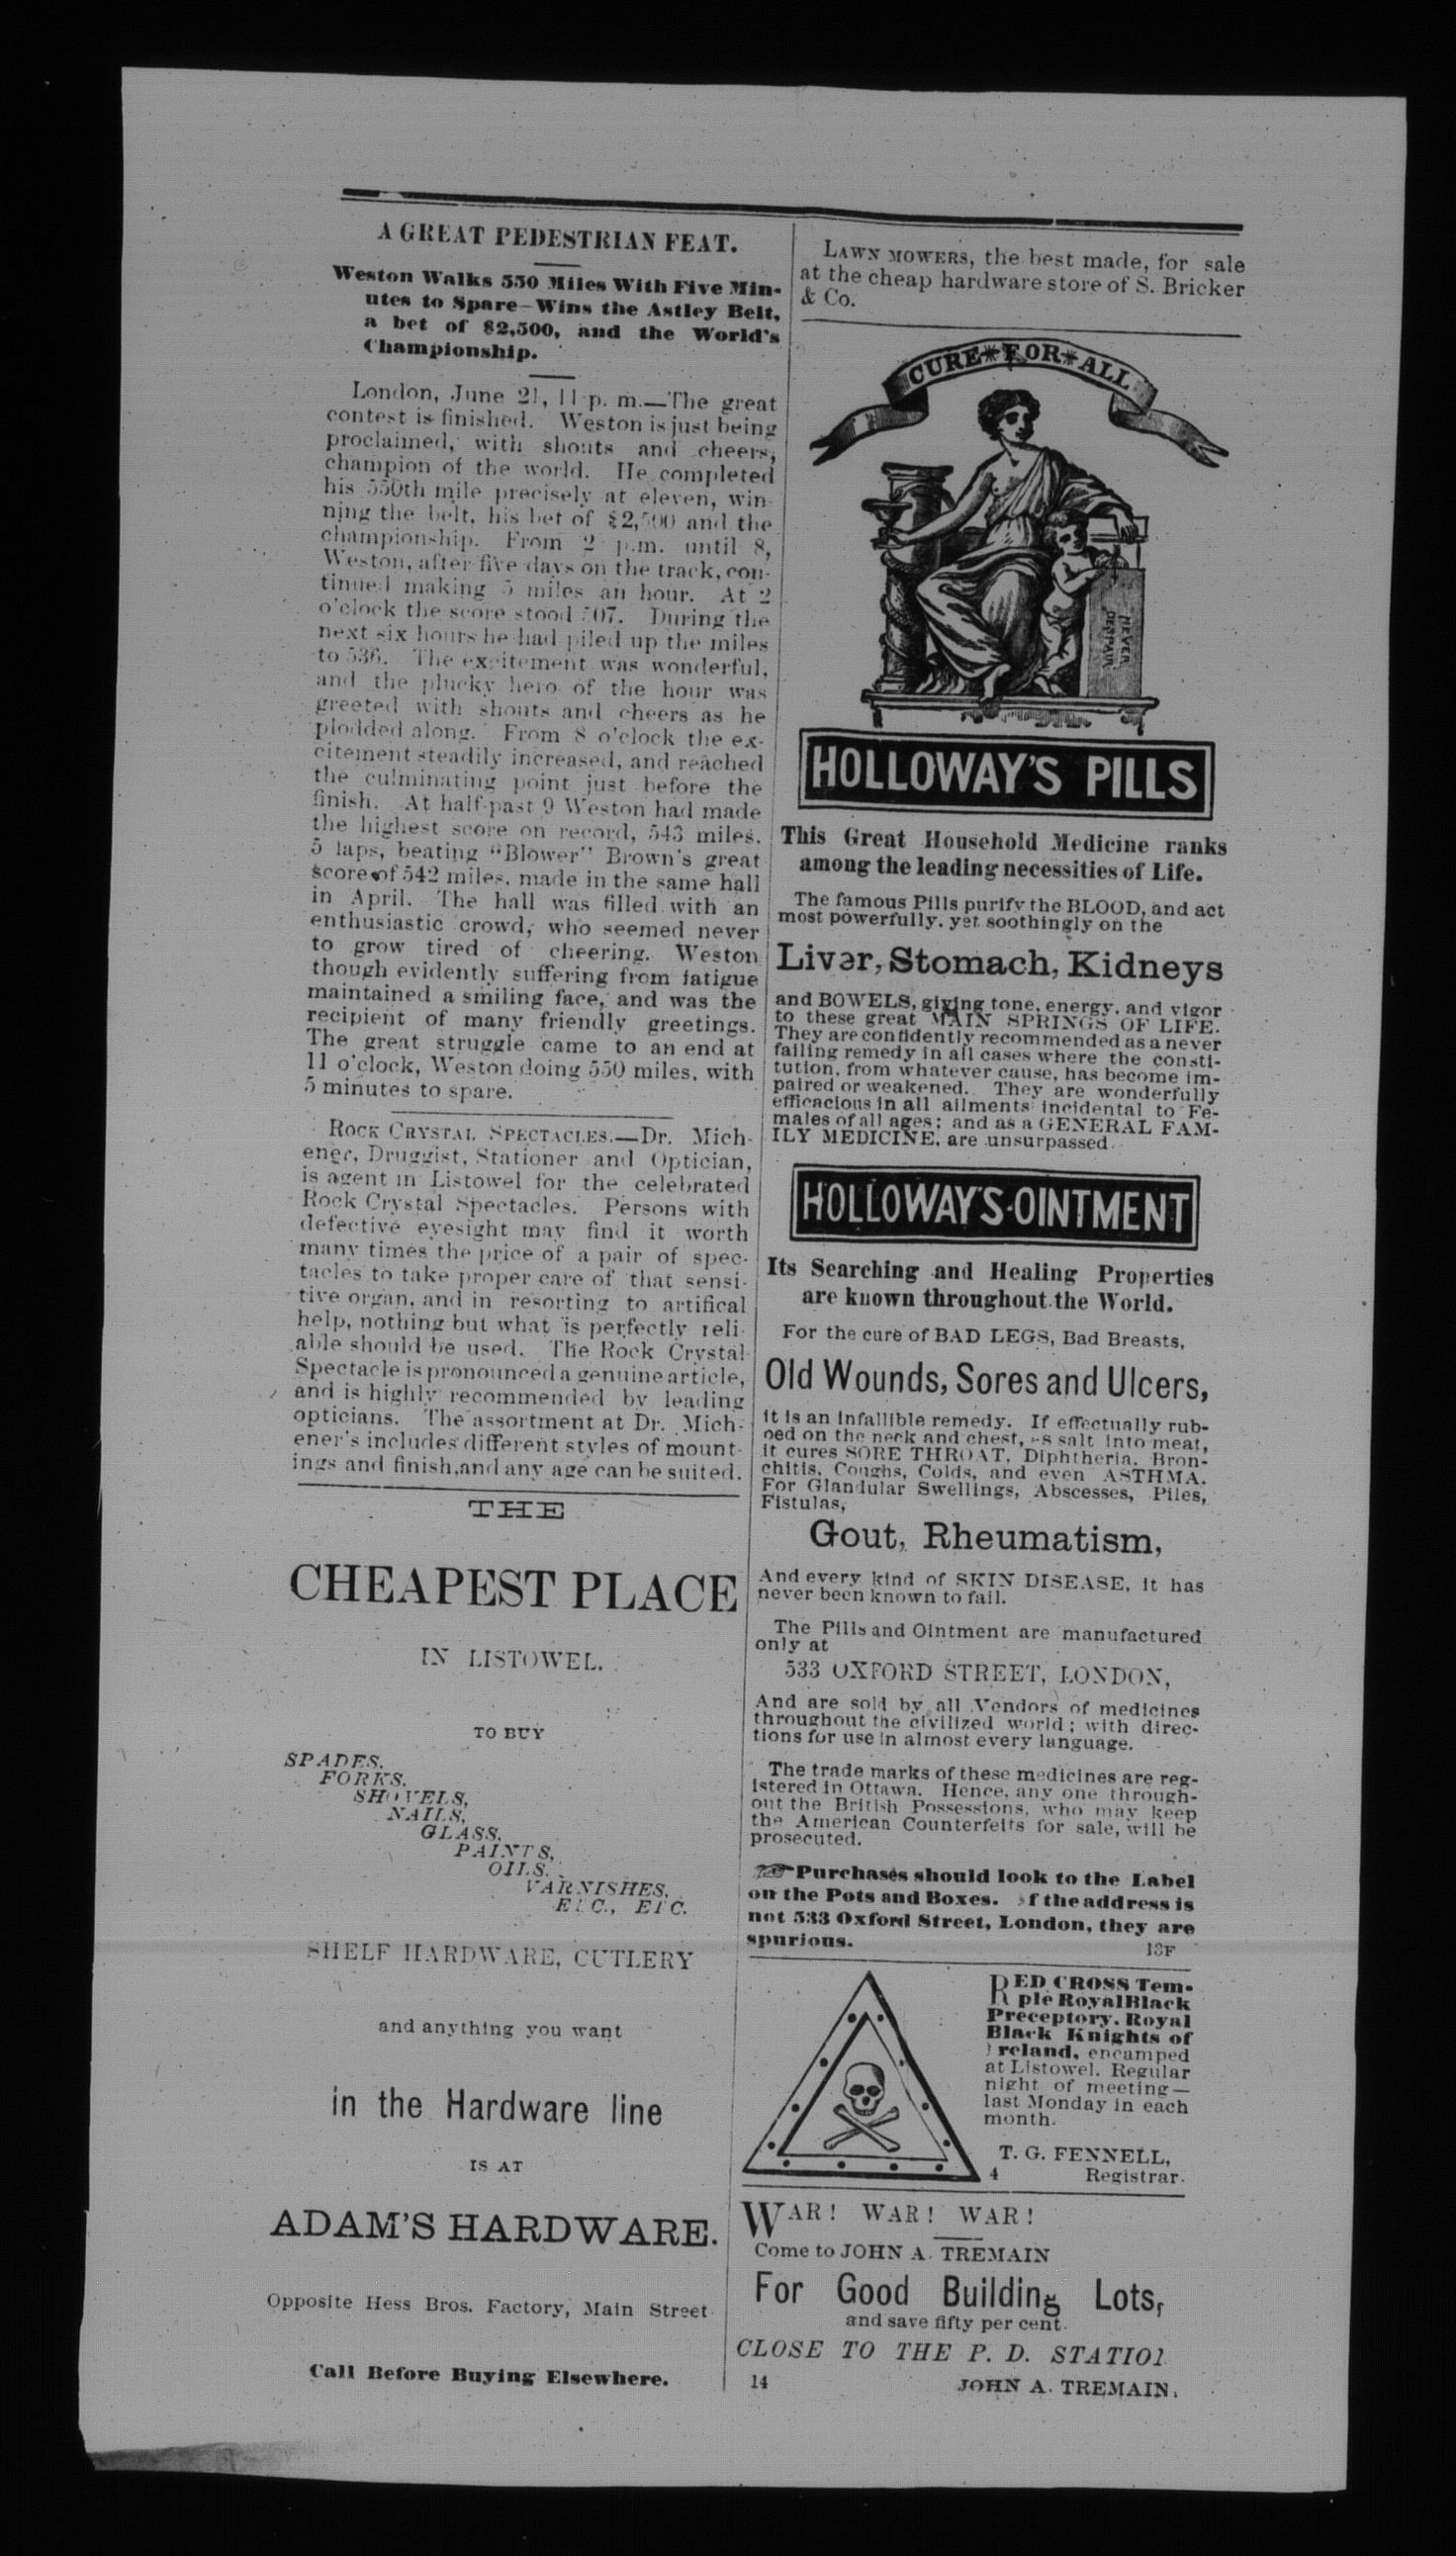 A GREAT PEDESTRIAN FEAT.
Weston Walks 550 Miles With Five Min-
utes to Spare—Wins the Astley Belt,
a bet of $2,500, and the World's
Championship.
London, June 21, 11 p. m.—The great
contest is finished. Weston is just being
proclaimed, with shouts and cheers,
champion of the world. He completed
his 550th mile precisely at eleven, win-
ning the belt, his bet of $2,500 and the
championship. From 2 p.m. until 8,
Weston, after five days on the track, con-
tinued making 5 miles an hour. At 2
o'clock the score stood 507. During the
next six hours he had piled up the miles
to 536. The excitement was wonderful,
and the plucky hero of the hour was
greeted with shouts and cheers as he
plodded along. From 8 o'clock the ex-
citement steadily increased, and reached
the culminating point just before the
finish. At half-past 9 Weston had made
the highest score on record, 543 miles,
5 laps, beating "Blower" Brown's great
score of 542 miles, made in the same hall
in April. The hall was filled with an
enthusiastic crowd, who seemed never
to grow tired of cheering. Weston
though evidently suffering from fatigue
maintained a smiling face, and was the
recipient of many friendly greetings.
The great struggle came to an end at
11 o'clock, Weston doing 550 miles, with
5 minutes to spare.
ROCK CRYSTAL SPECTACLES.—Dr. Mich-
ener, Druggist, Stationer and Optician,
is agent in Listowel for the celebrated
Rock Crystal Spectacles. Persons with
defective eyesight may find it worth
many times the price of a pair of spec-
tacles to take proper care of that sensi-
tive organ, and in resorting to artifical
help, nothing but what is perfectly reli-
able should be used. The Rock Crystal
Spectacle is pronounced a genuine article,
and is highly recommended by leading
opticians. The assortment at Dr. Mich-
ener's includes different styles of mount-
ings and finish, and any age can be suited.
THE
CHEAPEST PLACE
IN LISTOWEL.
TO BUY
SPADES,
FORKS,
SHOVELS,
NAILS,
GLASS,
PAINTS,
OILS,
VARNISHES,
ETC., ETC.
SHELF HARDWARE, CUTLERY
and anything you want
in the Hardware line
IS AT
ADAM'S HARDWARE.
Opposite Hess Bros. Factory, Main Street
Call Before Buying Elsewhere.
LAWN MOWERS, the best made, for sale
at the cheap hardware store of S. Bricker
& Co.
CURE FOR ALL
NEVER
DESPAIR
HOLLOWAY'S PILLS
This Great Household Medicine ranks
among the leading necessities of Life.
The famous Pills purify the BLOOD, and act
most powerfully, yet soothingly on the
Liver, Stomach, Kidneys
and BOWELS, giving tone, energy, and vigor
to these great MAIN SPRINGS OF LIFE.
They are confidently recommended as a never
failing remedy in all cases where the consti-
tution, from whatever cause, has become im-
paired or weakened. They are wonderfully
efficacious in all ailments incidental to Fe-
males of all ages; and as a GENERAL FAM-
ILY MEDICINE, are unsurpassed.
HOLLOWAY'S OINTMENT
Its Searching and Healing Properties
are known throughout the World.
For the cure of BAD LEGS, Bad Breasts,
Old Wounds, Sores and Ulcers,
it is an infallible remedy. If effectually rub-
bed on the neck and chest, as salt into meat,
it cures SORE THROAT, Diphtheria, Bron-
chitis, Coughs, Colds, and even ASTHMA.
For Glandular Swellings, Abscesses, Piles,
Fistulas,
Gout, Rheumatism,
And every kind of SKIN DISEASE, it has
never been known to fail.
The Pills and Ointment are manufactured
only at
533 OXFORD STREET, LONDON,
And are sold by all Vendors of medicines
throughout the civilized world; with direc-
tions for use in almost every language.
The trade marks of these medicines are reg-
istered in Ottawa. Hence, any one through-
out the British Possessions, who may keep
the American Counterfeits for sale, will be
prosecuted.
☞Purchases should look to the Label
on the Pots and Boxes. If the address is
not 533 Oxford Street, London, they are
spurious. 13F
RED CROSS Tem-
ple Royal Black
Preceptory. Royal
Black Knights of
Ireland, encamped
at Listowel. Regular
night of meeting—
last Monday in each
month.
T. G. FENNELL,
4 Registrar.
WAR! WAR! WAR!
Come to JOHN A. TREMAIN
For Good Building Lots,
and save fifty per cent.
CLOSE TO THE P. D. STATIO
14 JOHN A. TREMAIN.